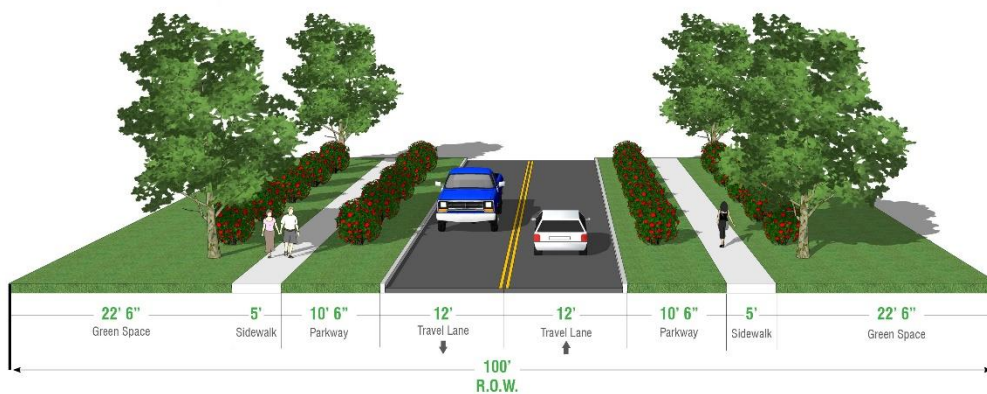 22' 6” 5' 10' 6” 12' 12' 10' 6” 5' 22' 6”
Green Space Sidewalk Parkway Travel Lane Travel Lane Parkway Sidewalk Green Space
100'
R.O.W.